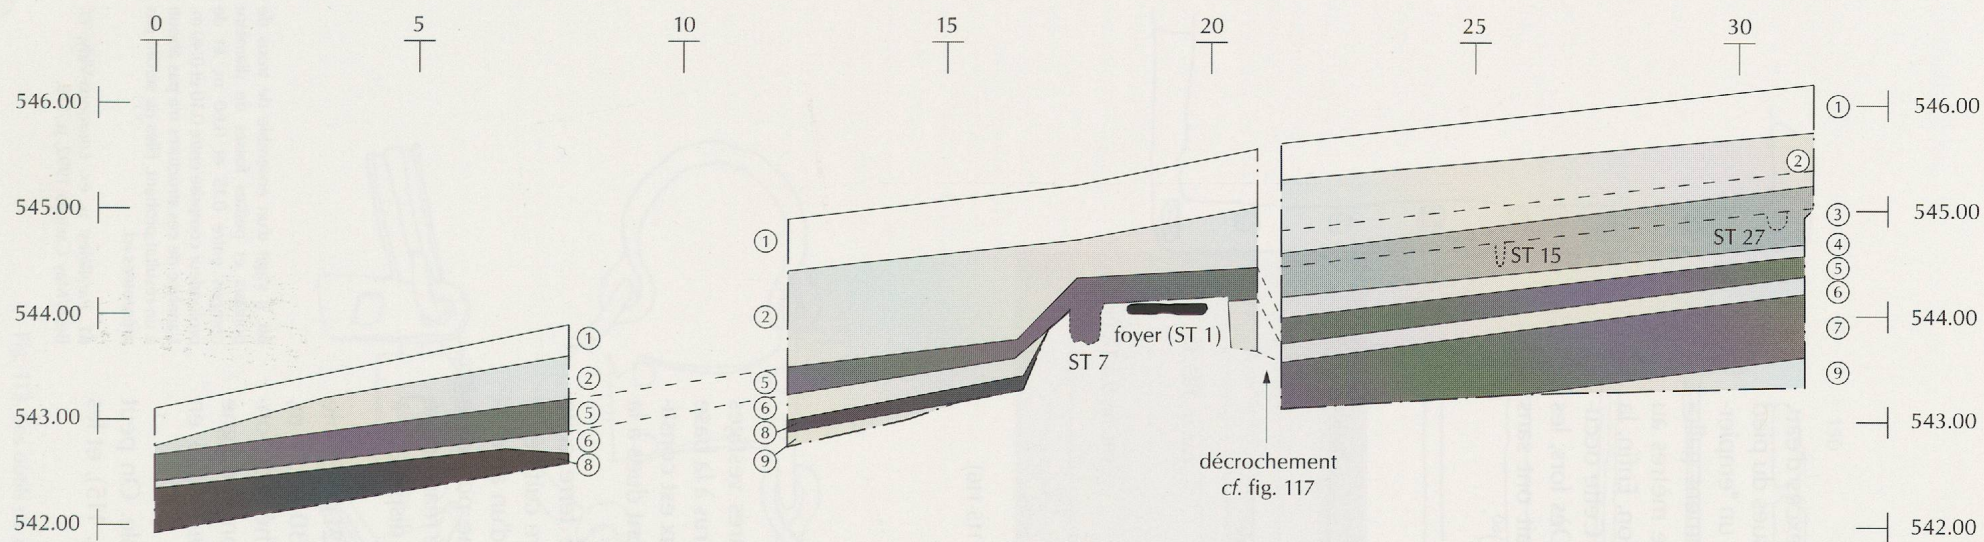 0 5 10 15 20 25 30
546.00 ① 546.00
② 
545.00 ③ 545.00
① ST 27 ④
ST 15 ⑤
⑥
544.00 ② 544.00
① foyer (ST 1) ⑦
ST 7
② ⑤ ⑨
543.00 ⑤ ⑥ 543.00
⑥ ⑧
⑧ ⑨ décrochement
cf. fig. 117
542.00 542.00